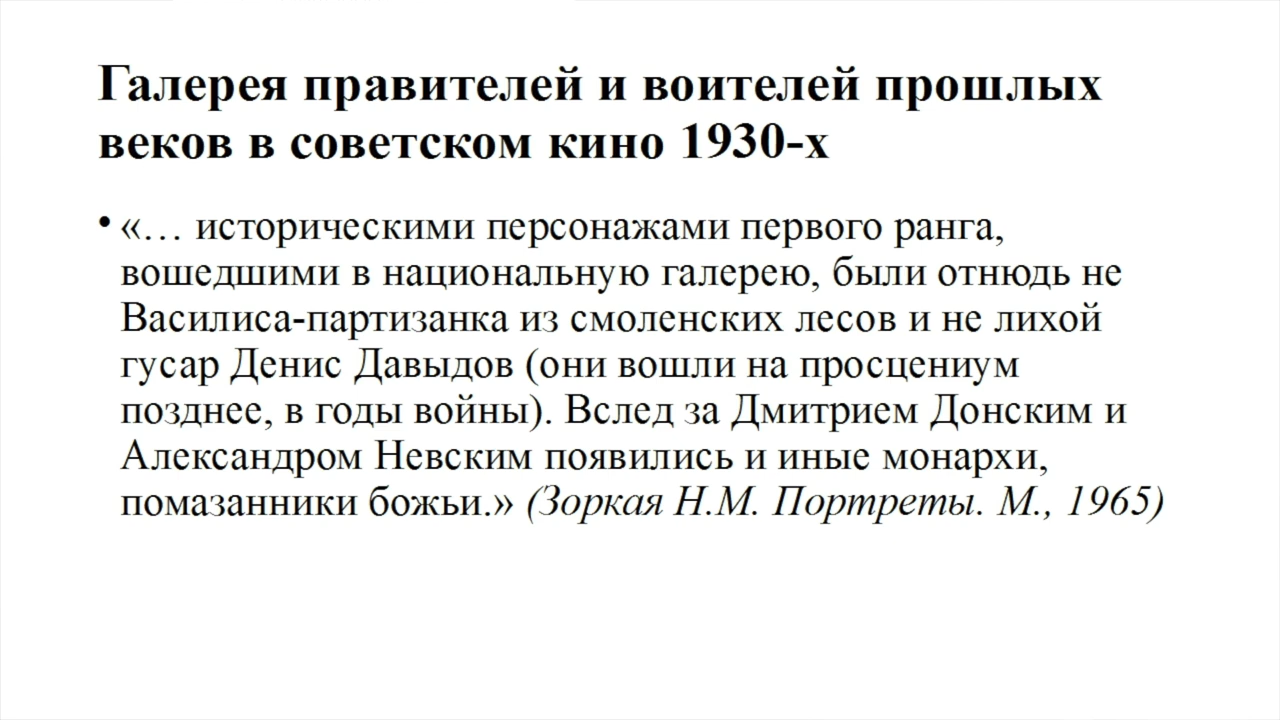 Галерея правителей и воителей прошлых
веков в советском кино 1930-х
• «… историческими персонажами первого ранга,
вошедшими в национальную галерею, были отнюдь не
Василиса-партизанка из смоленских лесов и не лихой
гусар Денис Давыдов (они вошли на просцениум
позднее, в годы войны). Вслед за Дмитрием Донским и
Александром Невским появились и иные монархи,
помазанники божьи.» (Зоркая Н.М. Портреты. М., 1965)